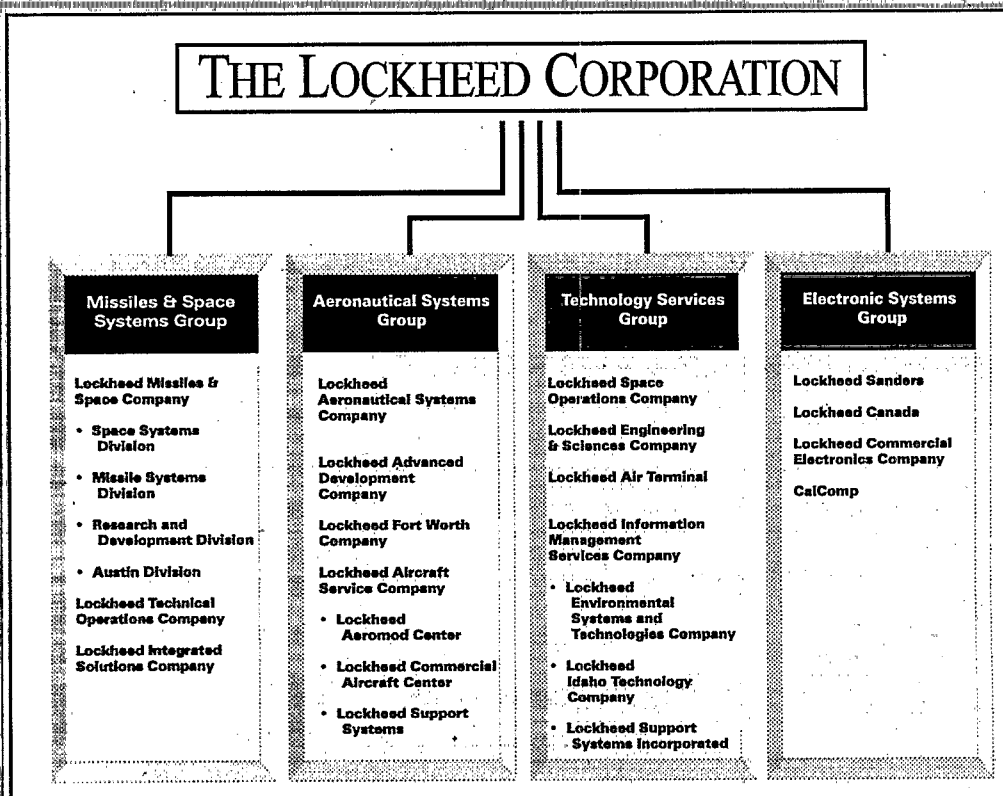 THE LOCKHEED CORPORATION
Missiles & Space
Systems Group
Lockheed Missiles &
Space Company
• Space Systems
Division
• Missile Systems
Division
• Research and
Development Division
• Austin Division
Lockheed Technical
Operations Company
Lockheed Integrated
Solutions Company
Aeronautical Systems
Group
Lockheed
Aeronautical Systems
Company
Lockheed Advanced
Development
Company
Lockheed Fort Worth
Company
Lockheed Aircraft
Service Company
• Lockheed
Aeromod Center
• Lockheed Commercial
Aircraft Center
• Lockheed Support
Systems
Technology Services
Group
Lockheed Space
Operations Company
Lockheed Engineering
& Sciences Company
Lockheed Air Terminal
Lockheed Information
Management
Services Company
• Lockheed
Environmental
Systems and
Technologies Company
• Lockheed
Idaho Technology
Company
• Lockheed Support
Systems Incorporated
Electronic Systems
Group
Lockheed Sanders
Lockheed Canada
Lockheed Commercial
Electronics Company
CalComp